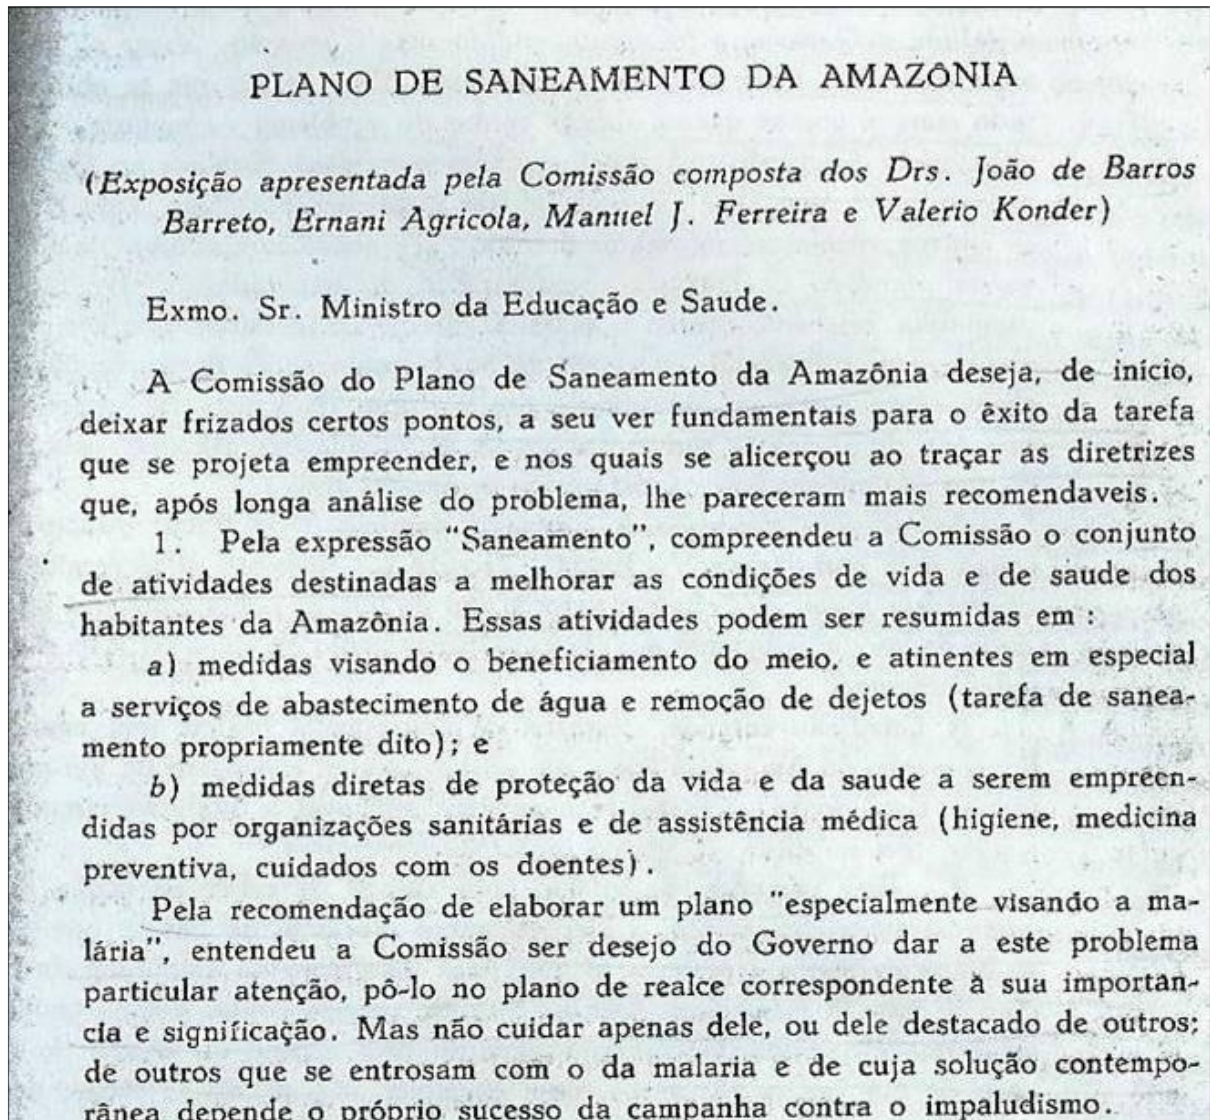 PLANO DE SANEAMENTO DA AMAZÔNIA
(Exposição apresentada pela Comissão composta dos Drs. João de Barros
Barreto, Ernani Agricola, Manuel J. Ferreira e Valerio Konder)
Exmo. Sr. Ministro da Educação e Saude.
A Comissão do Plano de Saneamento da Amazônia deseja, de início,
deixar frizados certos pontos, a seu ver fundamentais para o êxito da tarefa
que se projeta empreender, e nos quais se alicerçou ao traçar as diretrizes
que, após longa análise do problema, lhe pareceram mais recomendaveis.
1. Pela expressão "Saneamento", compreendeu a Comissão o conjunto
de atividades destinadas a melhorar as condições de vida e de saude dos
habitantes da Amazônia. Essas atividades podem ser resumidas em :
a) medidas visando o beneficiamento do meio, e atinentes em especial
a serviços de abastecimento de água e remoção de dejetos (tarefa de sanea-
mento propriamente dito); e
b) medidas diretas de proteção da vida e da saude a serem empreen-
didas por organizações sanitárias e de assistência médica (higiene, medicina
preventiva, cuidados com os doentes).
Pela recomendação de elaborar um plano "especialmente visando a ma-
lária", entendeu a Comissão ser desejo do Governo dar a este problema
particular atenção, pô-lo no plano de realce correspondente à sua importân-
cia e significação. Mas não cuidar apenas dele, ou dele destacado de outros;
de outros que se entrosam com o da malaria e de cuja solução contempo-
rânea depende o próprio sucesso da campanha contra o impaludismo.